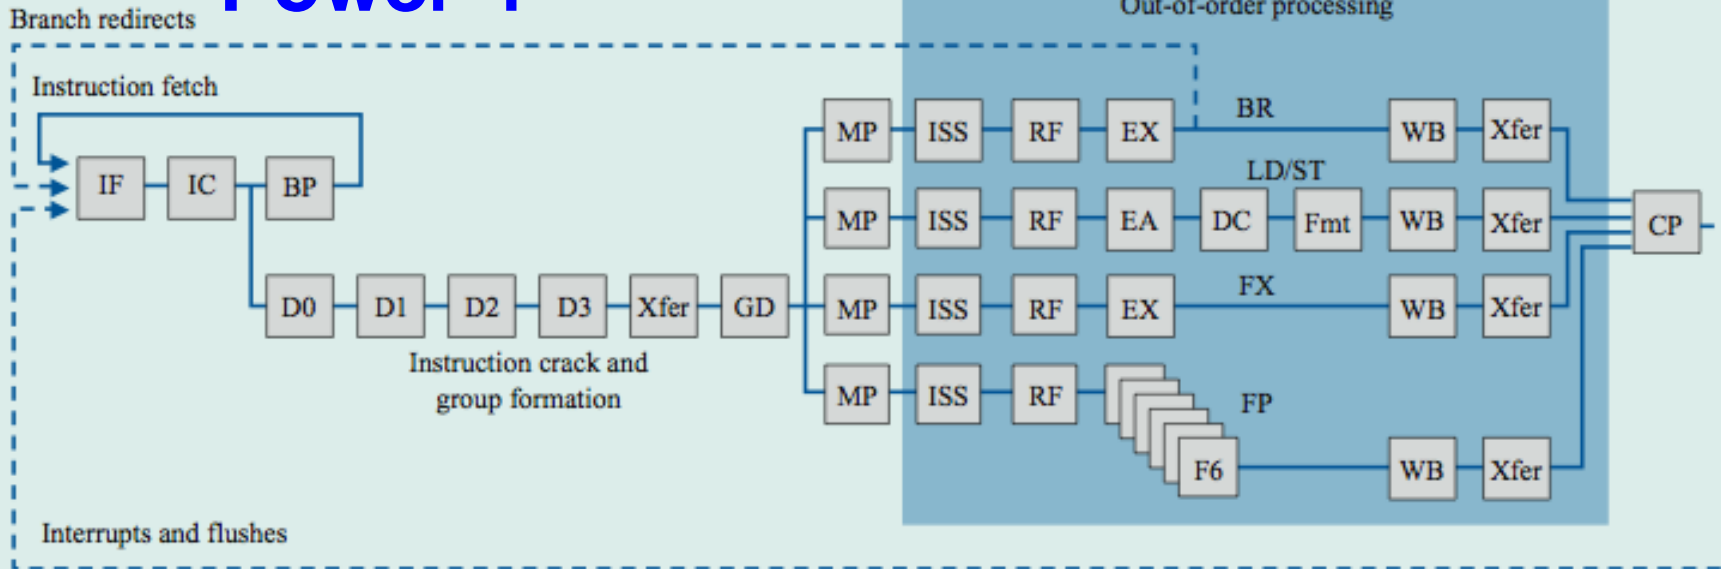 Power 4
Out-of-order processing
Branch redirects
Instruction fetch
IF IC BP
MP ISS RF EX BR WB Xfer
LD/ST
MP ISS RF EA DC Fmt WB Xfer CP
D0 D1 D2 D3 Xfer GD
FX
MP ISS RF EX WB Xfer
Instruction crack and
group formation
MP ISS RF FP
F6 WB Xfer
Interrupts and flushes